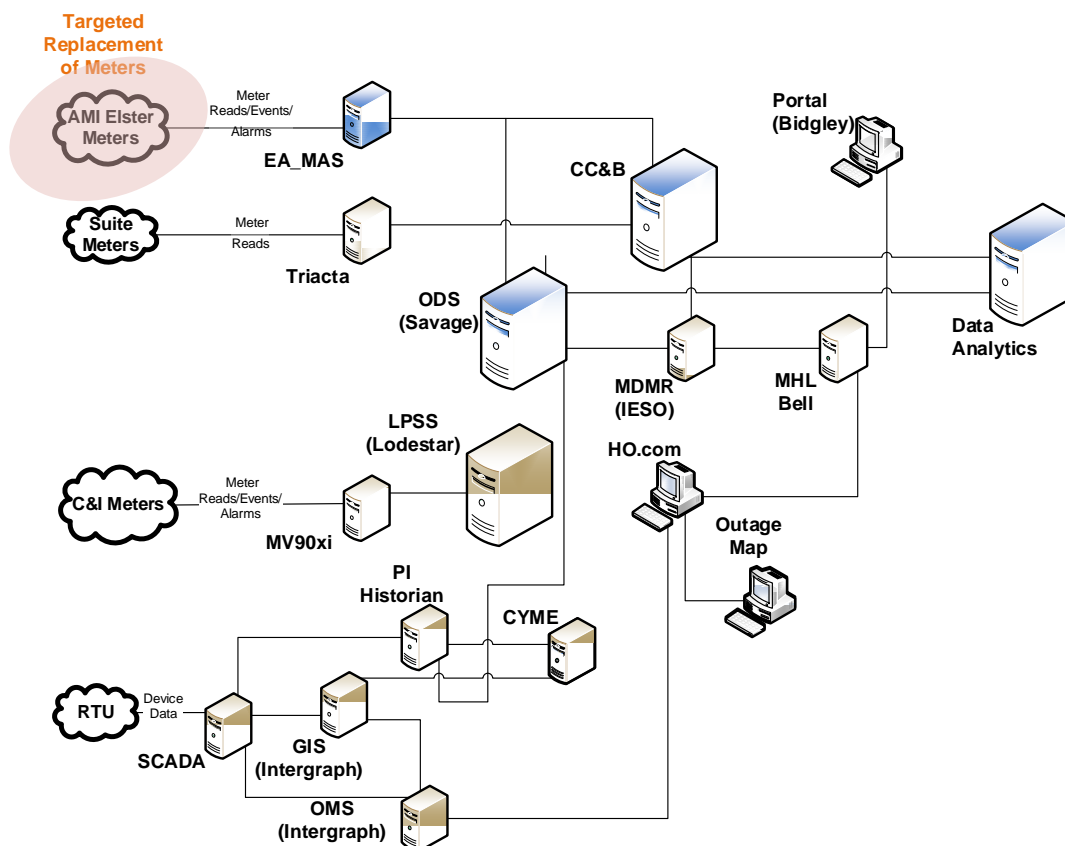 Targeted
Replacement
of Meters
AMI Elster
Meters
Meter
Reads/Events/
Alarms
EA_MAS
CC&B
Portal
(Bidgley)
Suite
Meters
Meter
Reads
Triacta
ODS
(Savage)
Data
Analytics
MDMR
(IESO)
MHL
Bell
LPSS
(Lodestar)
HO.com
C&I Meters
Meter
Reads/Events/
Alarms
MV90xi
Outage
Map
PI
Historian
CYME
RTU
Device
Data
SCADA
GIS
(Intergraph)
OMS
(Intergraph)